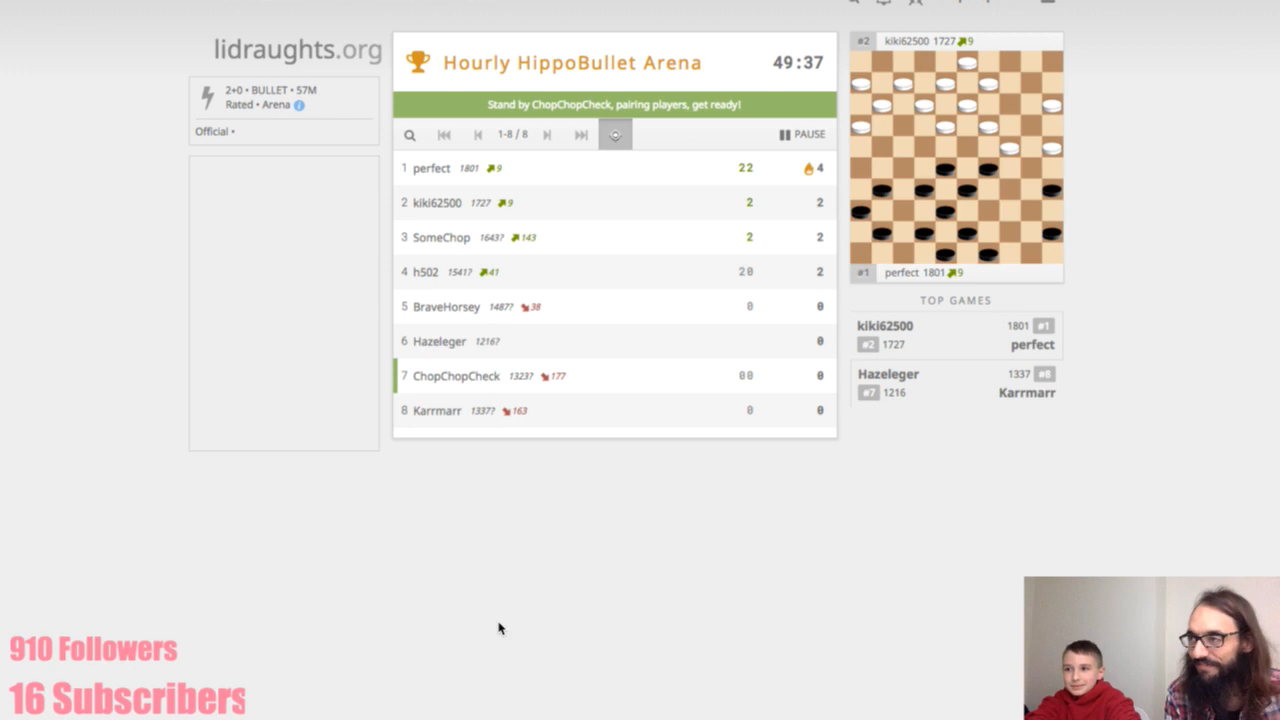 lidraughts.org
2+0 • BULLET • 57M
Rated • Arena
Official •
Hourly HippoBullet Arena 49:37
Stand by ChopChopCheck, pairing players, get ready!
1-8 / 8 PAUSE
1 perfect 1801 9 22 4
2 kiki62500 1727 9 2 2
3 SomeChop 1643? 143 2 2
4 h502 1541? 41 20 2
5 BraveHorsey 1487? 38 0 0
6 Hazeleger 1216? 0
7 ChopChopCheck 1323? 177 00 0
8 Karrmarr 1337? 163 0 0
#2 kiki62500 1727 9
#1 perfect 1801 9
TOP GAMES
kiki62500 1801 #1
#2 1727 perfect
Hazeleger 1337 #8
#7 1216 Karrmarr
910 Followers
16 Subscribers